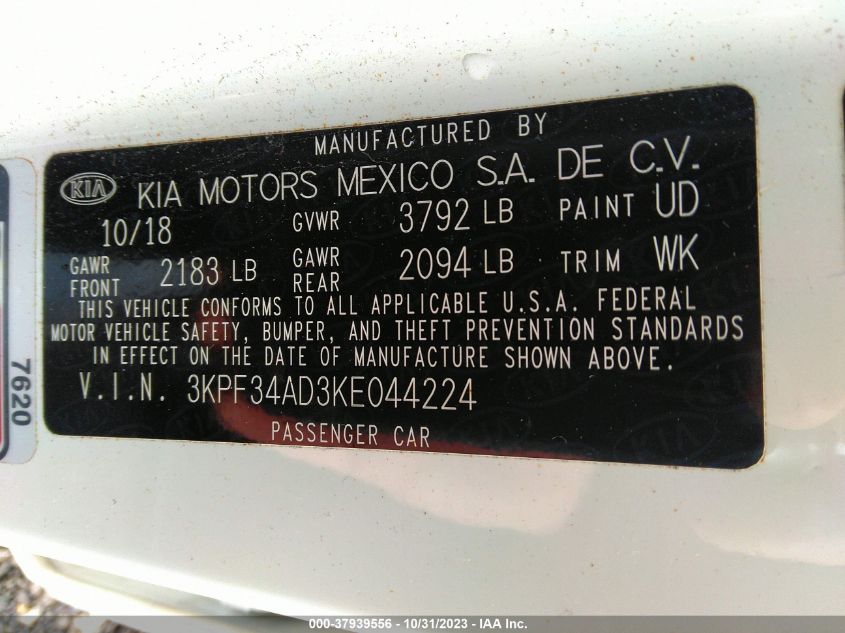 MANUFACTURED BY
KIA KIA MOTORS MEXICO S.A. DE C.V.
10/18 GVWR 3792 LB PAINT UD
GAWR FRONT 2183 LB GAWR REAR 2094 LB TRIM WK
THIS VEHICLE CONFORMS TO ALL APPLICABLE U.S.A. FEDERAL
MOTOR VEHICLE SAFETY, BUMPER, AND THEFT PREVENTION STANDARDS
IN EFFECT ON THE DATE OF MANUFACTURE SHOWN ABOVE.
V.I.N. 3KPF34AD3KE044224
PASSENGER CAR
7620
000-37939556 - 10/31/2023 - IAA Inc.